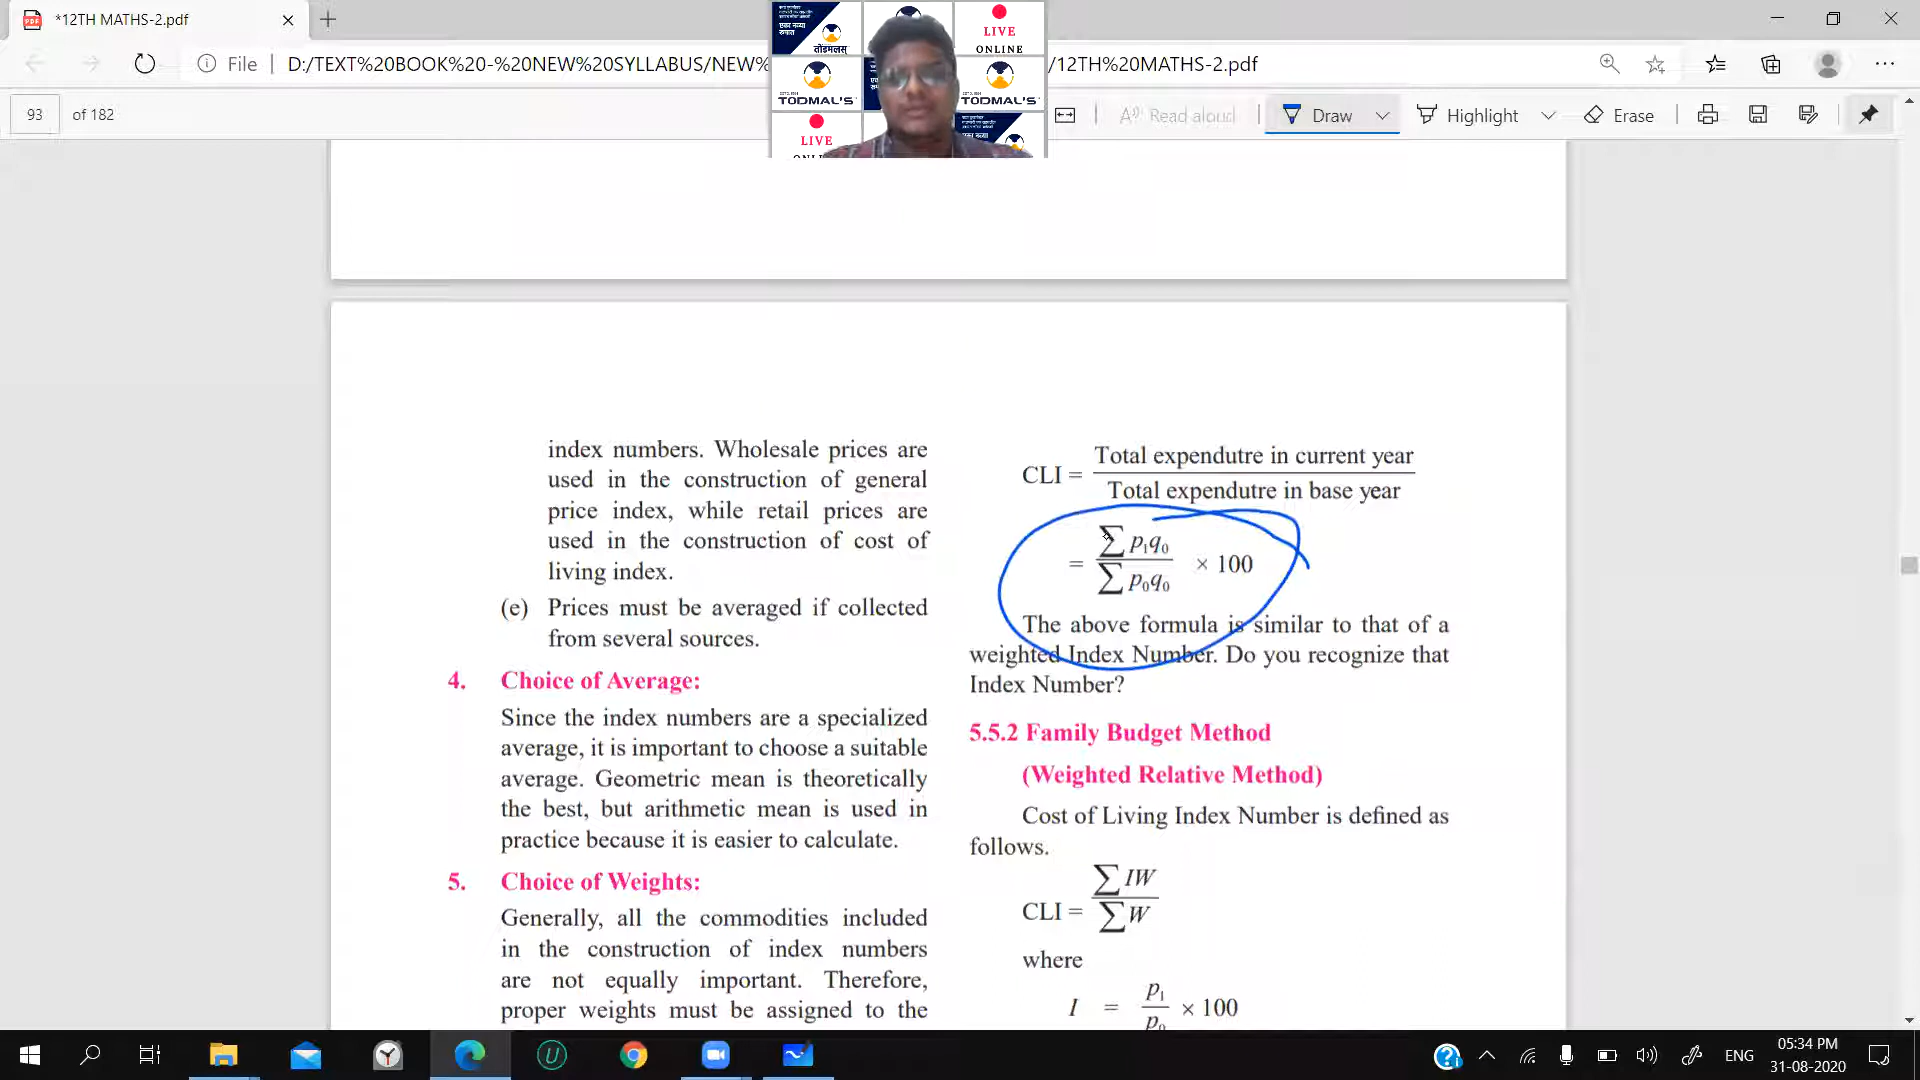 *12TH MATHS-2.pdf
File
D:/TEXT%20BOOK%20-%20NEW%20SYLLABUS/NEW%
/12TH%20MATHS-2.pdf
93 of 182
Read aloud
Draw
Highlight
Erase
एका नव्या
रुपात
तोंडमलस्
LIVE
ONLINE
TODMAL'S
TODMAL'S
LIVE
index numbers. Wholesale prices are
used in the construction of general
price index, while retail prices are
used in the construction of cost of
living index.
(e) Prices must be averaged if collected
from several sources.
4. Choice of Average:
Since the index numbers are a specialized
average, it is important to choose a suitable
average. Geometric mean is theoretically
the best, but arithmetic mean is used in
practice because it is easier to calculate.
5. Choice of Weights:
Generally, all the commodities included
in the construction of index numbers
are not equally important. Therefore,
proper weights must be assigned to the
Total expendutre in current year
CLI =
Total expendutre in base year
∑ p₁q₀
= × 100
∑ p₀q₀
The above formula is similar to that of a
weighted Index Number. Do you recognize that
Index Number?
5.5.2 Family Budget Method
(Weighted Relative Method)
Cost of Living Index Number is defined as
follows.
∑ IW
CLI =
∑ W
where
p₁
I = × 100
p₀
ENG
05:34 PM
31-08-2020